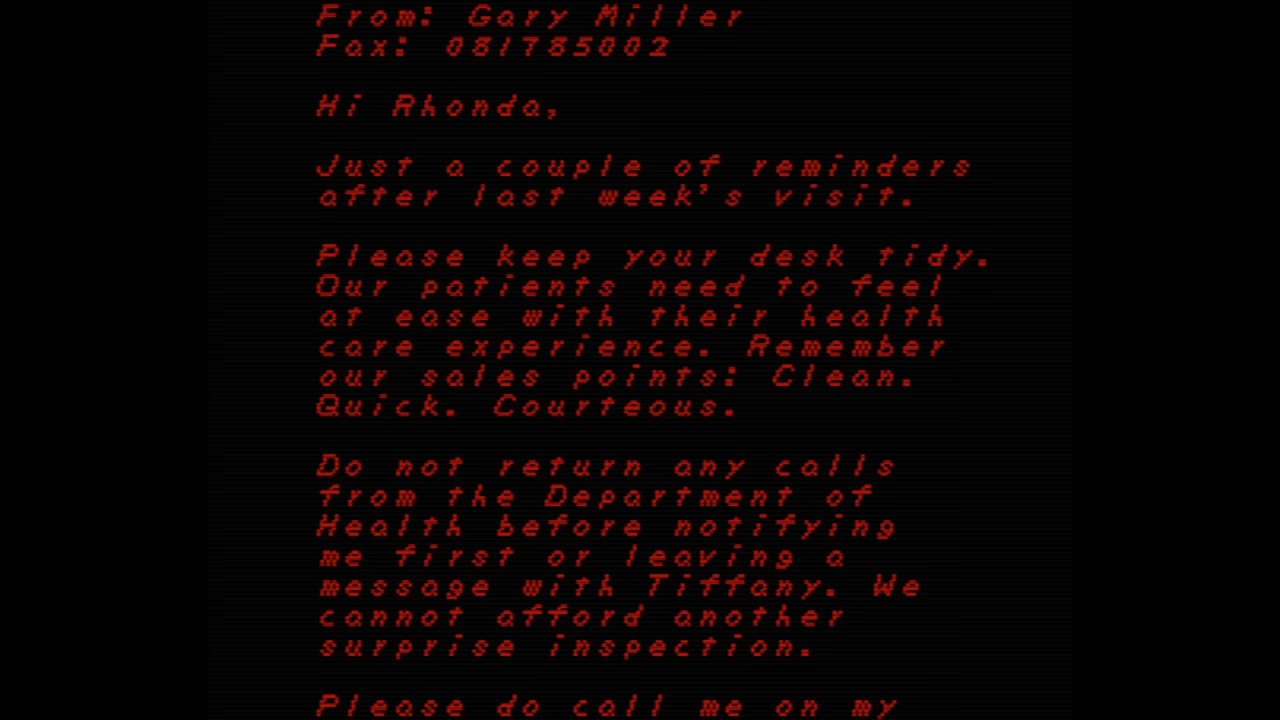 From: Gary Miller
Fax: 081785002
Hi Rhonda,
Just a couple of reminders
after last week's visit.
Please keep your desk tidy.
Our patients need to feel
at ease with their health
care experience. Remember
our sales points: Clean.
Quick. Courteous.
Do not return any calls
from the Department of
Health before notifying
me first or leaving a
message with Tiffany. We
cannot afford another
surprise inspection.
Please do call me on my